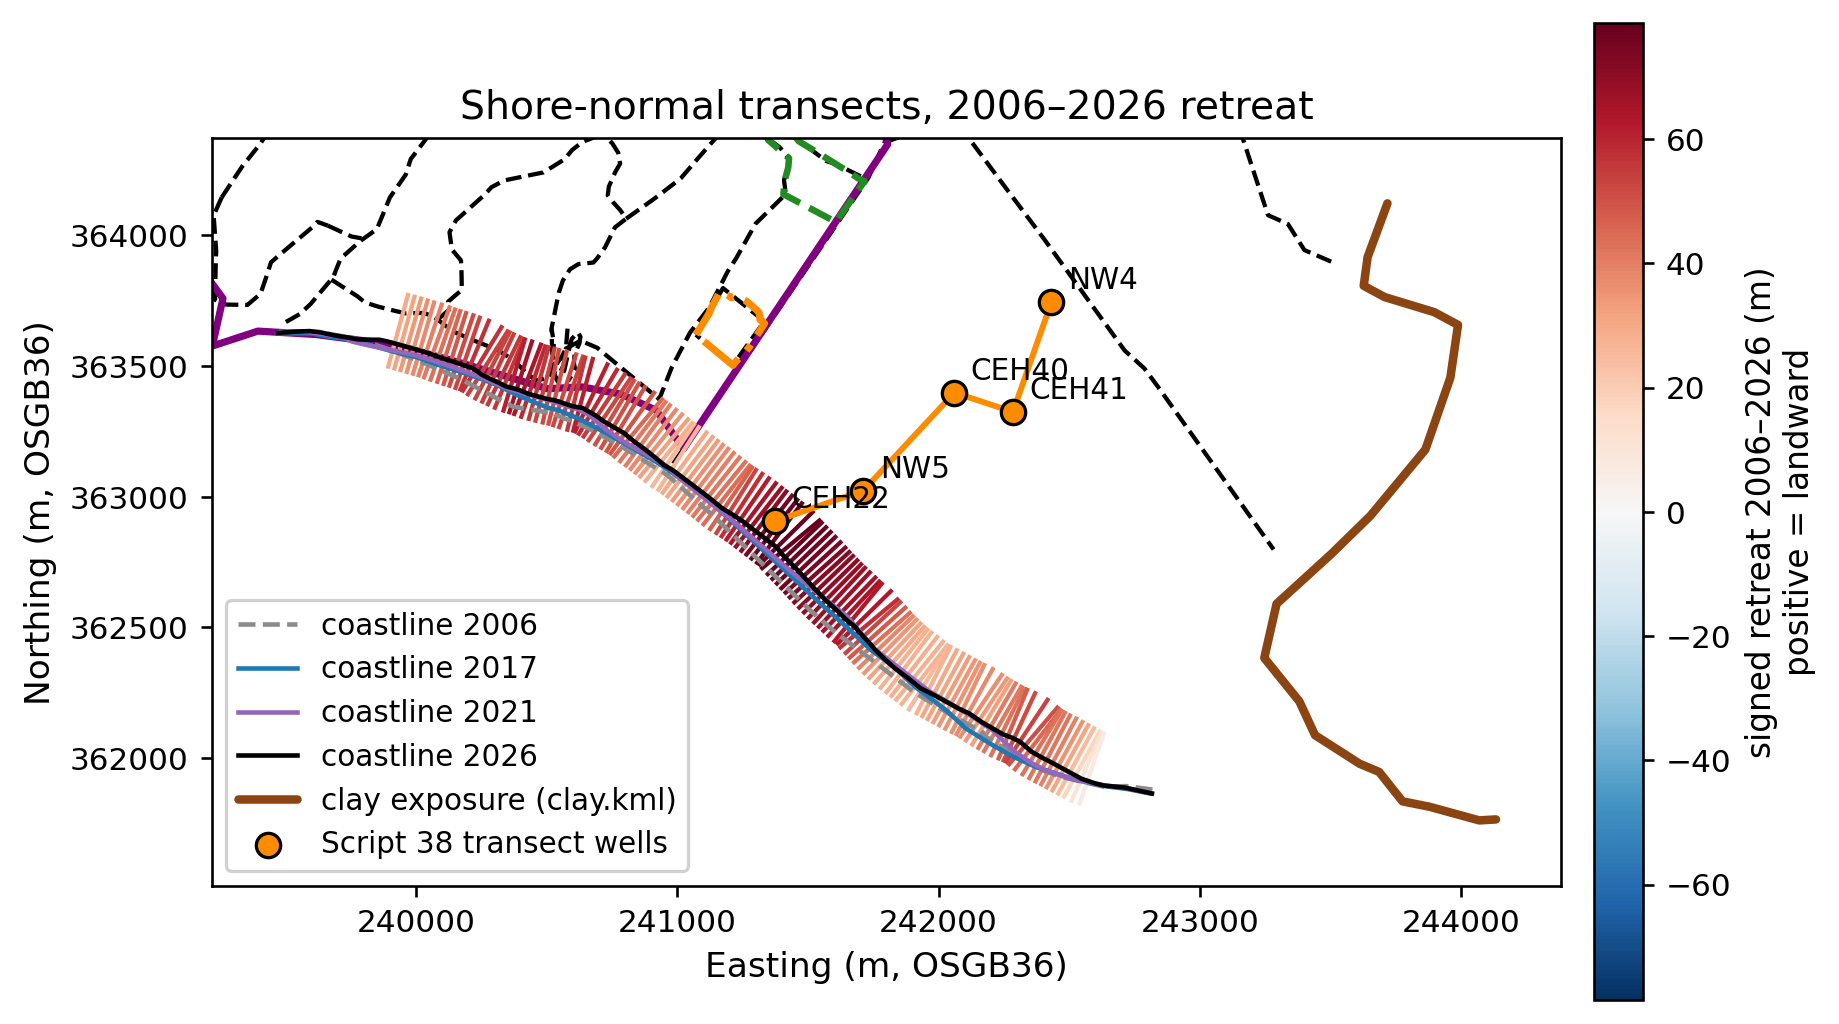 Shore-normal transects, 2006–2026 retreat
NW4
CEH40
CEH41
NW5
CEH22
364000
363500
363000
362500
362000
Northing (m, OSGB36)
coastline 2006
coastline 2017
coastline 2021
coastline 2026
clay exposure (clay.kml)
Script 38 transect wells
240000
241000
242000
243000
244000
Easting (m, OSGB36)
60
40
20
0
−20
−40
−60
signed retreat 2006–2026 (m)
positive = landward